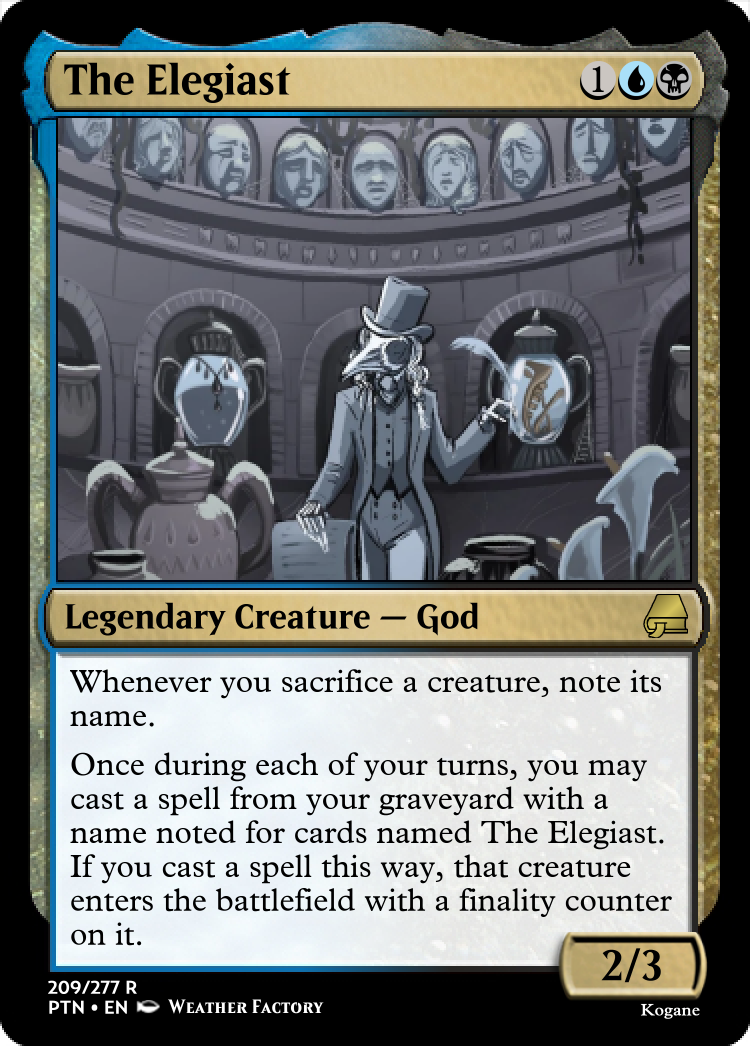 The Elegiast
1
Legendary Creature — God
Whenever you sacrifice a creature, note its
name.
Once during each of your turns, you may
cast a spell from your graveyard with a
name noted for cards named The Elegiast.
If you cast a spell this way, that creature
enters the battlefield with a finality counter
on it.
2/3
209/277 R
PTN • EN Weather Factory
Kogane